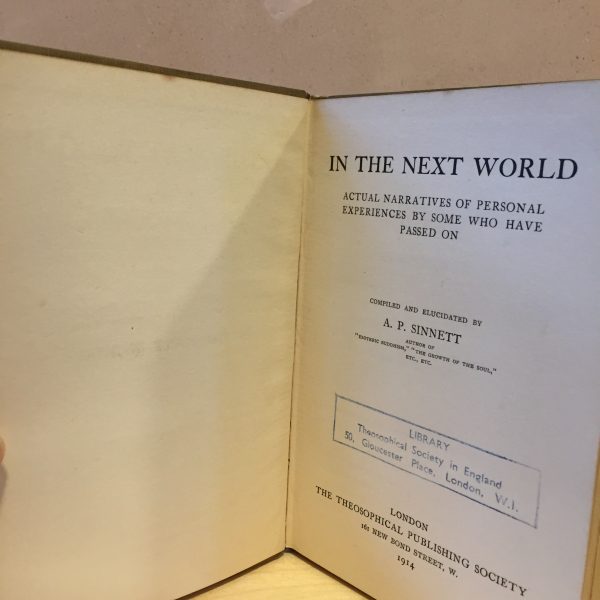 IN THE NEXT WORLD
ACTUAL NARRATIVES OF PERSONAL
EXPERIENCES BY SOME WHO HAVE
PASSED ON
COMPILED AND ELUCIDATED BY
A. P. SINNETT
AUTHOR OF
"ESOTERIC BUDDHISM," "THE GROWTH OF THE SOUL,"
ETC., ETC.
LIBRARY
Theosophical Society in England
50, Gloucester Place, London, W.1.
LONDON
THE THEOSOPHICAL PUBLISHING SOCIETY
161 NEW BOND STREET, W.
1914